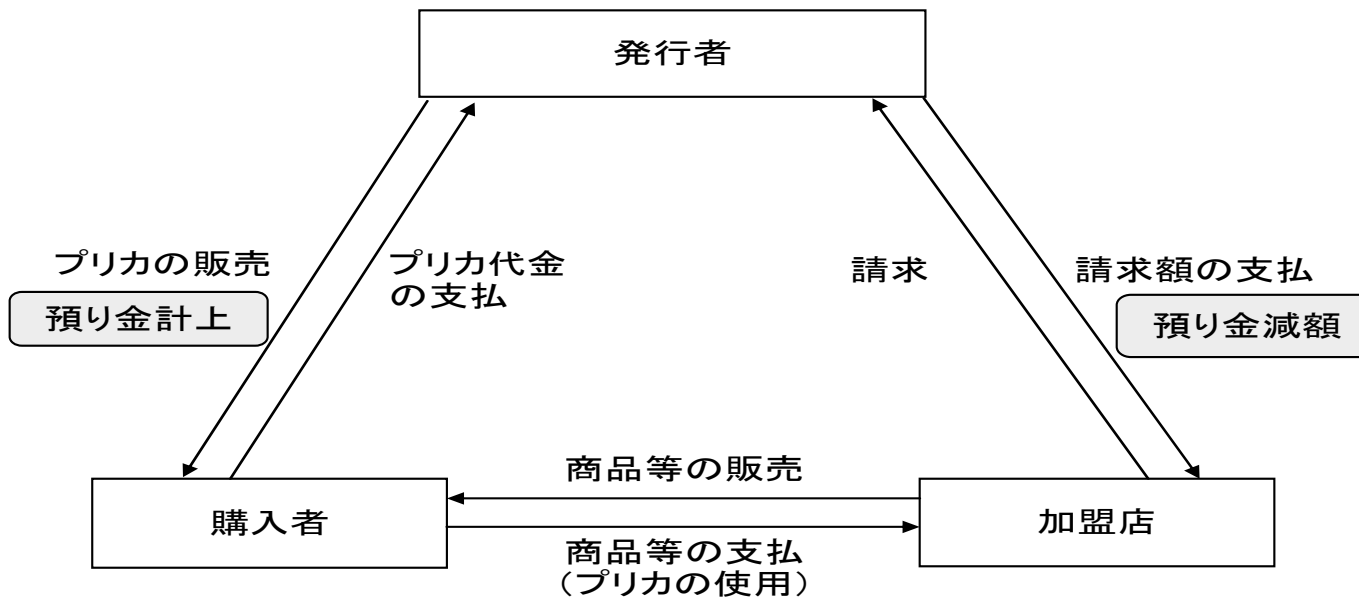 発行者
プリカの販売
預り金計上
プリカ代金
の支払
請求
請求額の支払
預り金減額
商品等の販売
購入者
加盟店
商品等の支払
（プリカの使用）